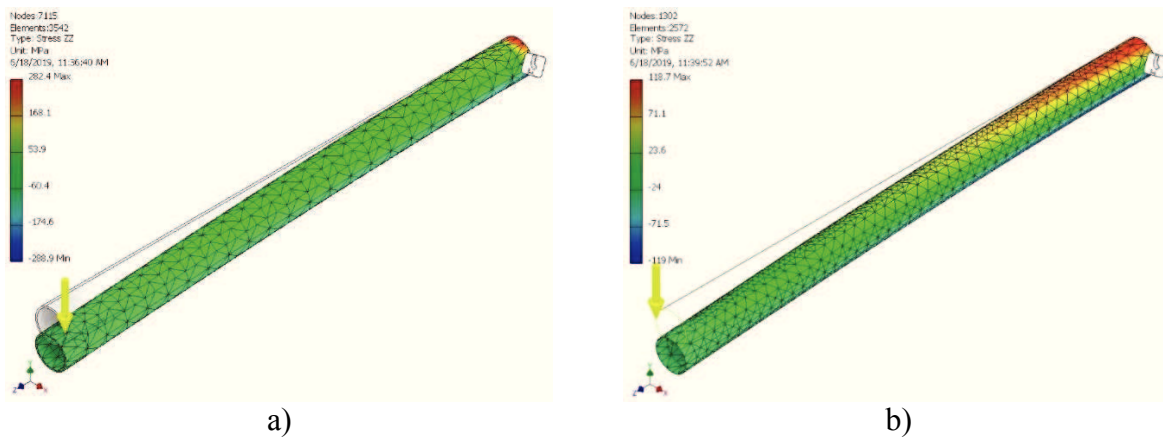 Nodes:7115
Elements:3542
Type: Stress ZZ
Unit: MPa
6/18/2019, 11:36:40 AM
282.4 Max
168.1
53.9
-60.4
-174.6
-288.9 Min
Y
Z
X
a)
Nodes:1302
Elements:2572
Type: Stress ZZ
Unit: MPa
6/18/2019, 11:39:52 AM
118.7 Max
71.1
23.6
-24
-71.5
-119 Min
Y
Z
X
b)